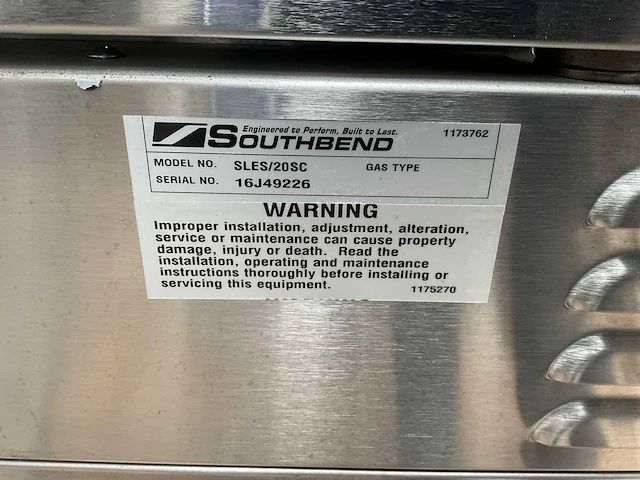 Engineered to Perform, Built to Last.
SOUTHBEND
1173762
MODEL NO. SLES/20SC GAS TYPE
SERIAL NO. 16J49226
WARNING
Improper installation, adjustment, alteration,
service or maintenance can cause property
damage, injury or death. Read the
installation, operating and maintenance
instructions thoroughly before installing or
servicing this equipment.
1175270